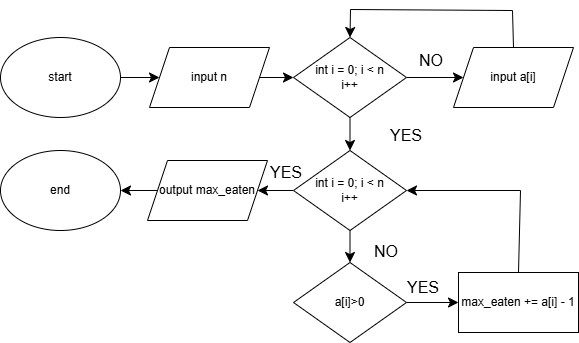 start
input n
int i = 0; i < n
i++
NO
input a[i]
YES
end
output max_eaten
YES
int i = 0; i < n
i++
NO
a[i]>0
YES
max_eaten += a[i] - 1